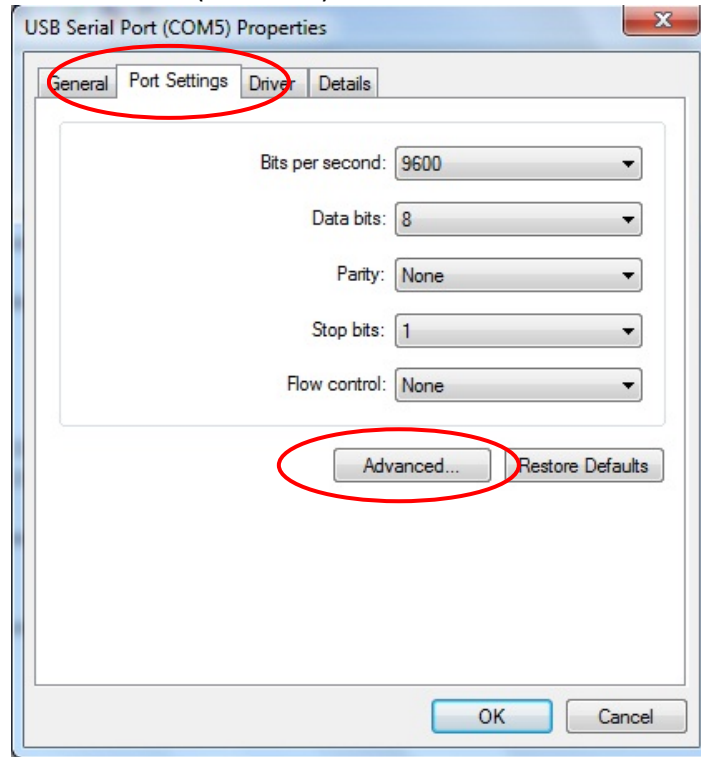 USB Serial Port (COM5) Properties
General Port Settings Driver Details
Bits per second: 9600
Data bits: 8
Parity: None
Stop bits: 1
Flow control: None
Advanced... Restore Defaults
OK Cancel